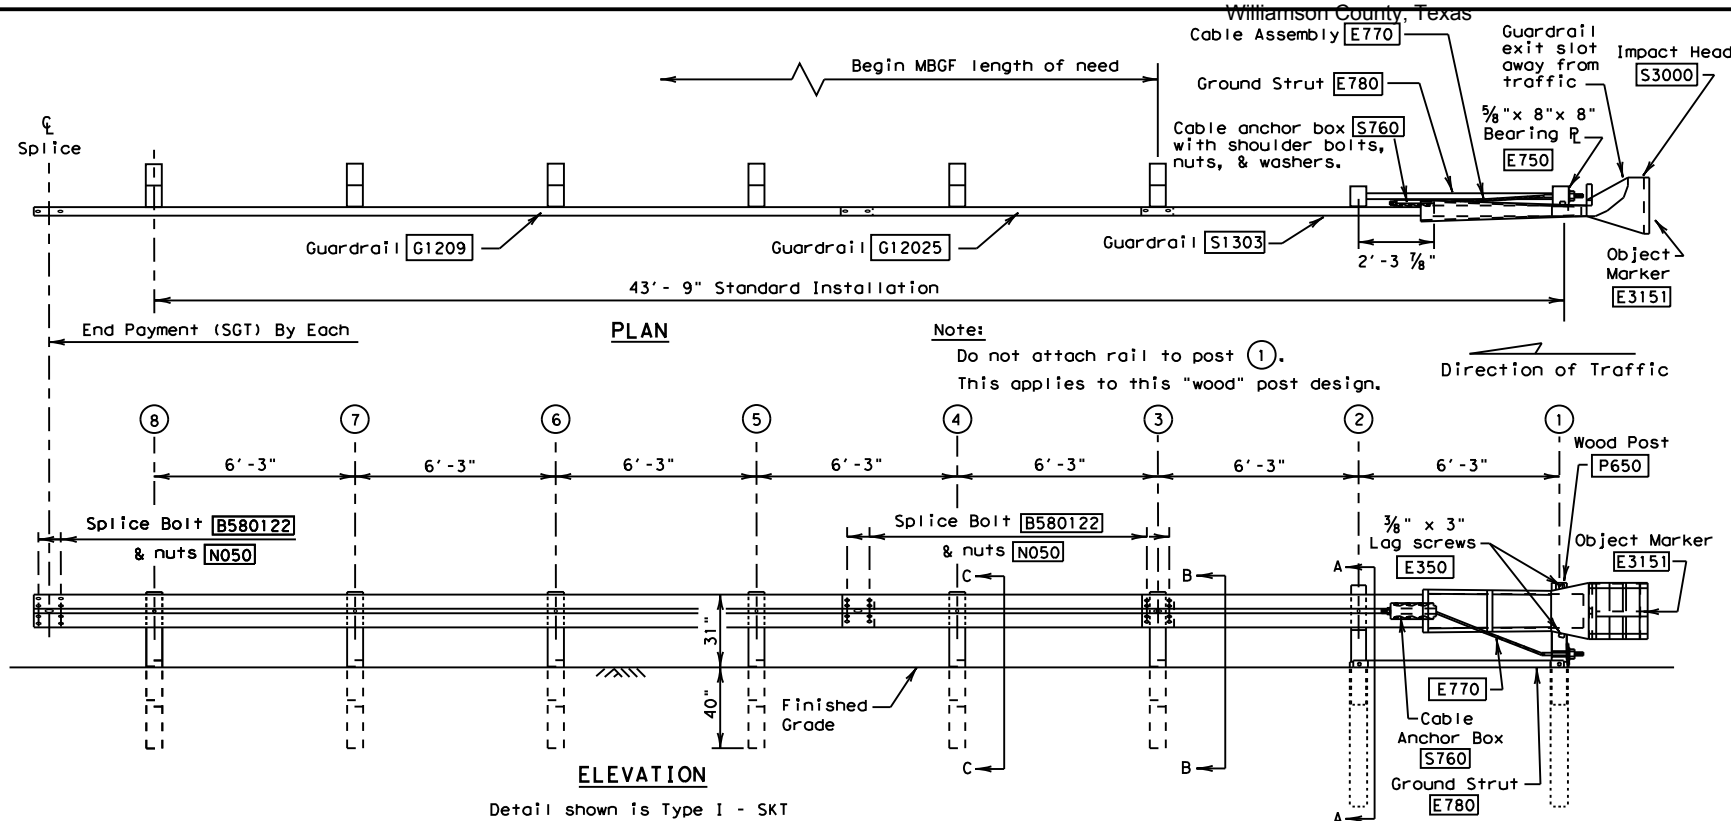 Williamson County, Texas
Cable Assembly E770
Guardrail
exit slot
away from
traffic
Impact Head
S3000
Begin MBGF length of need
Ground Strut E780
⅝"x 8"x 8"
Bearing ℄
E750
Cable anchor box S760
with shoulder bolts,
nuts, & washers.
℄
Splice
Guardrail G1209
Guardrail G12025
Guardrail S1303
2'-3 ⅞"
Object
Marker
E3151
43'- 9" Standard Installation
End Payment (SGT) By Each
PLAN
Note:
Do not attach rail to post 1.
This applies to this "wood" post design.
Direction of Traffic
8 7 6 5 4 3 2 1
6'-3" 6'-3" 6'-3" 6'-3" 6'-3" 6'-3" 6'-3"
Wood Post
P650
Splice Bolt B580122
& nuts N050
Splice Bolt B580122
& nuts N050
⅜" x 3"
Lag screws
E350
Object Marker
E3151
C B A
31"
40"
Finished
Grade
E770
Cable
Anchor Box
S760
Ground Strut
E780
C B A
ELEVATION
Detail shown is Type I - SKT